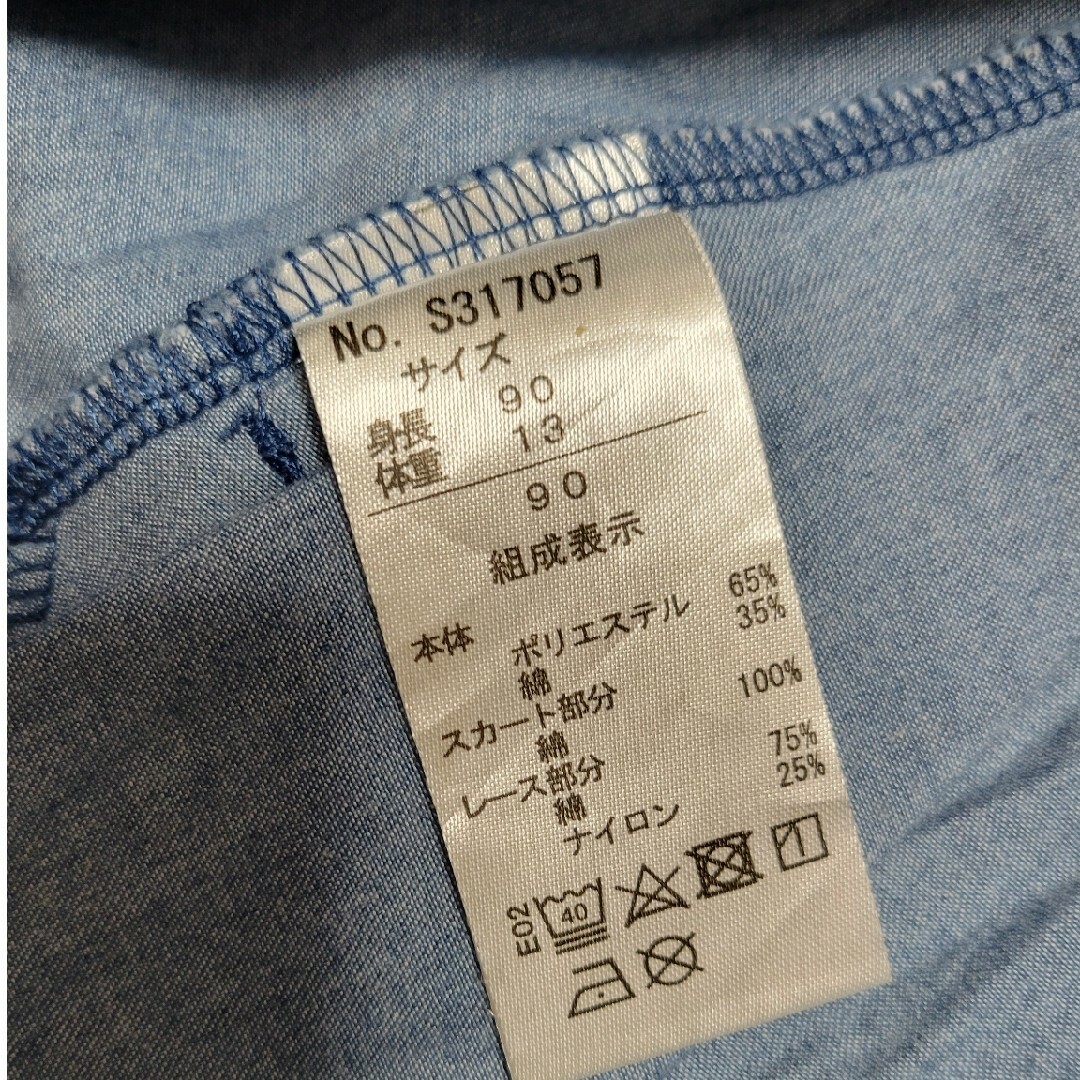 No. S317057
サイズ
身長 90
体重 13
90
組成表示
本体 ポリエステル 65%
綿 35%
スカート部分
綿 100%
レース部分
綿 75%
ナイロン 25%
E02 40